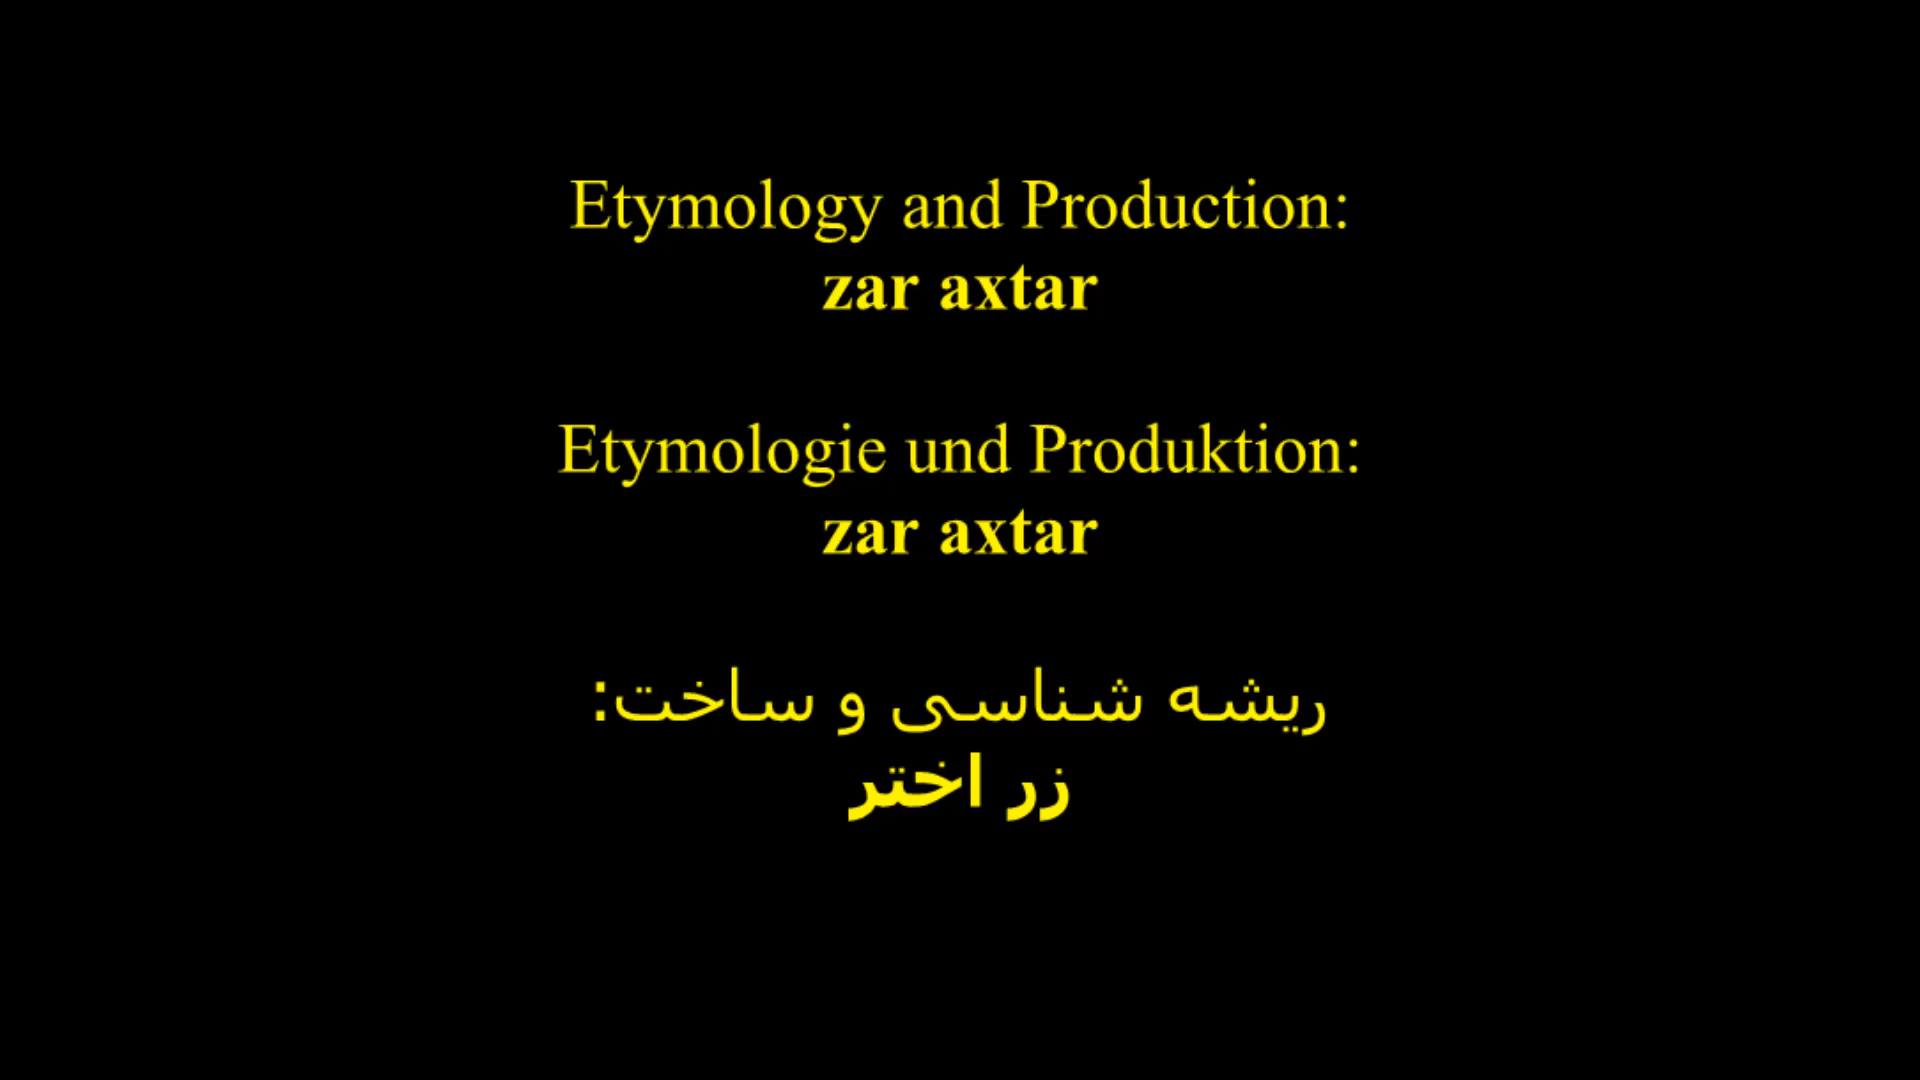 Etymology and Production:
zar axtar
Etymologie und Produktion:
zar axtar
ریشه شناسی و ساخت:
زر اختر